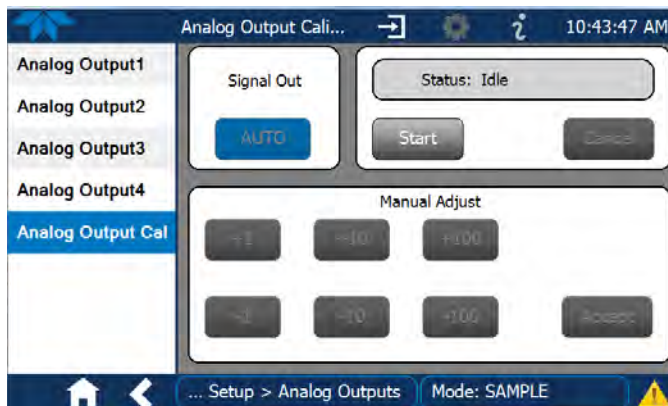 Analog Output Cali...
10:43:47 AM
Analog Output1
Analog Output2
Analog Output3
Analog Output4
Analog Output Cal
Signal Out
AUTO
Status: Idle
Start
Cancel
Manual Adjust
+1
+10
+100
-1
-10
-100
Accept
... Setup > Analog Outputs
Mode: SAMPLE